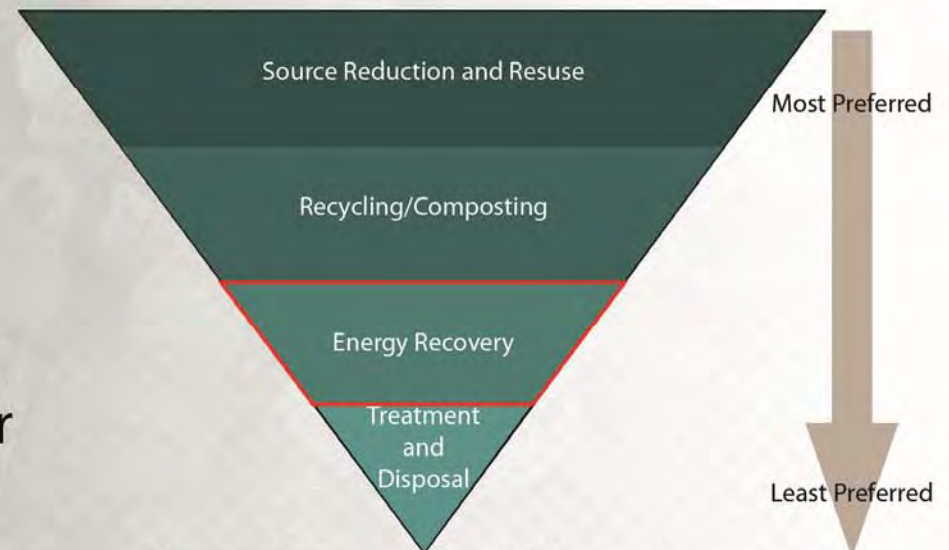 Source Reduction and Resuse
Most Preferred
Recycling/Composting
Energy Recovery
r
Treatment
and
Disposal
Least Preferred